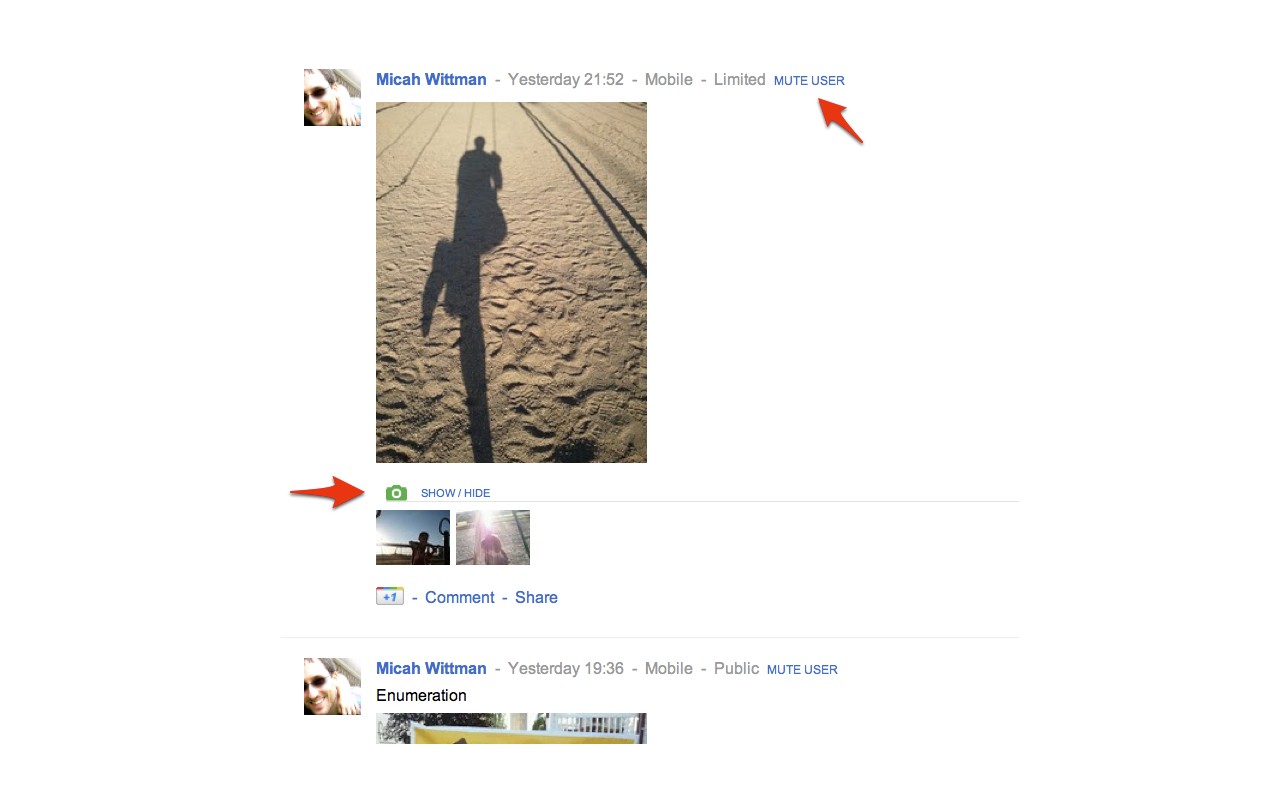 Micah Wittman - Yesterday 21:52 - Mobile - Limited MUTE USER
SHOW / HIDE
+1 - Comment - Share
Micah Wittman - Yesterday 19:36 - Mobile - Public MUTE USER
Enumeration